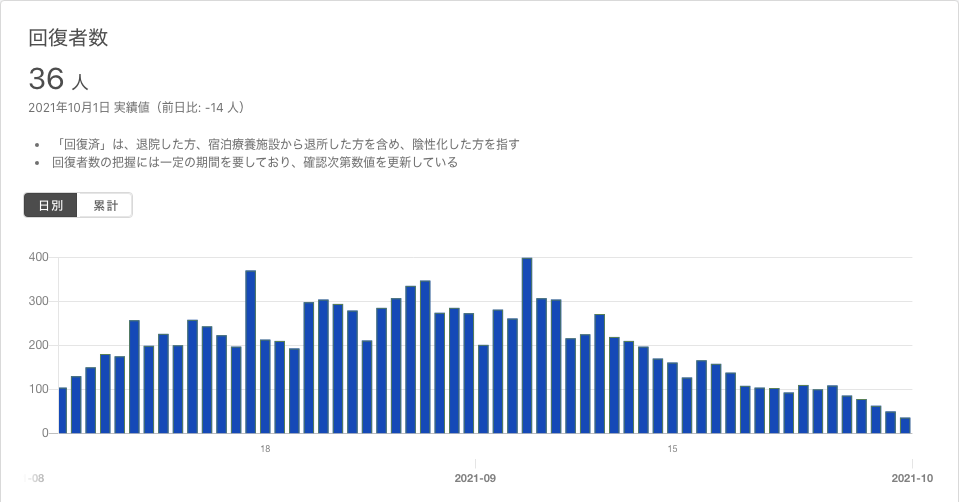 回復者数
36 人
2021年10月1日 実績値（前日比: -14 人）
• 「回復済」は、退院した方、宿泊療養施設から退所した方を含め、陰性化した方を指す
• 回復者数の把握には一定の期間を要しており、確認次第数値を更新している
日別 累計
400
300
200
100
0
18 15
-08 2021-09 2021-10